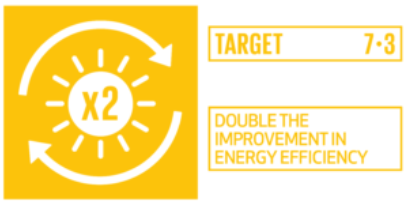 x2
TARGET 7·3
DOUBLE THE
IMPROVEMENT IN
ENERGY EFFICIENCY